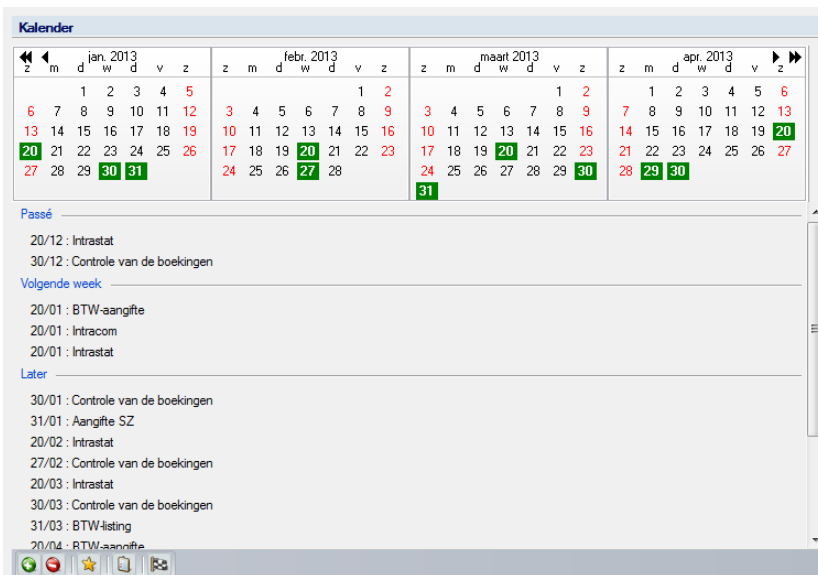 Kalender
jan. 2013 febr. 2013 maart 2013 apr. 2013
z m d w d v z z m d w d v z z m d w d v z z m d w d v z
1 2 3 4 5 1 2 1 2 1 2 3 4 5 6
6 7 8 9 10 11 12 3 4 5 6 7 8 9 3 4 5 6 7 8 9 7 8 9 10 11 12 13
13 14 15 16 17 18 19 10 11 12 13 14 15 16 10 11 12 13 14 15 16 14 15 16 17 18 19 20
20 21 22 23 24 25 26 17 18 19 20 21 22 23 17 18 19 20 21 22 23 21 22 23 24 25 26 27
27 28 29 30 31 24 25 26 27 28 24 25 26 27 28 29 30 28 29 30
31
Passé
20/12 : Intrastat
30/12 : Controle van de boekingen
Volgende week
20/01 : BTW-aangifte
20/01 : Intracom
20/01 : Intrastat
Later
30/01 : Controle van de boekingen
31/01 : Aangifte SZ
20/02 : Intrastat
27/02 : Controle van de boekingen
20/03 : Intrastat
30/03 : Controle van de boekingen
31/03 : BTW-listing
20/04 : BTW-aangifte